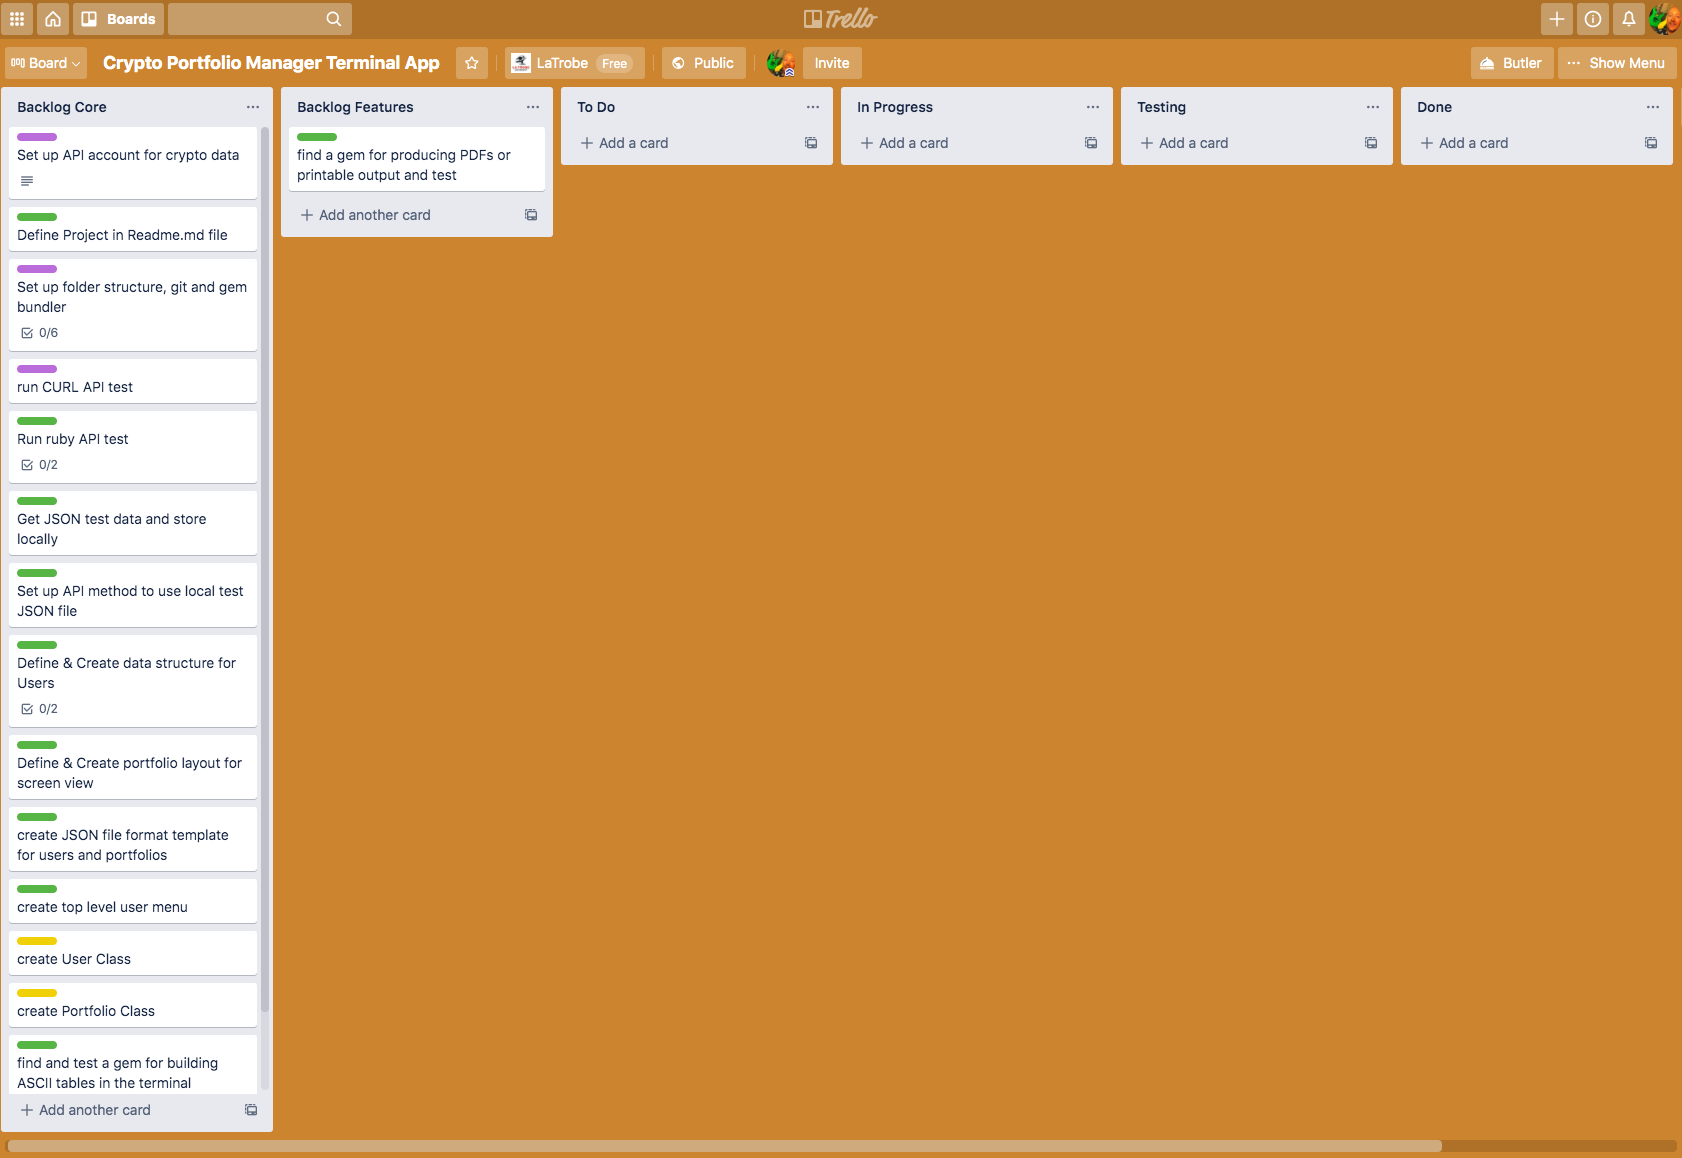 Boards
Trello
Board
Crypto Portfolio Manager Terminal App
LaTrobe
Free
Public
Invite
Butler
Show Menu
Backlog Core
Set up API account for crypto data
Define Project in Readme.md file
Set up folder structure, git and gem
bundler
0/6
run CURL API test
Run ruby API test
0/2
Get JSON test data and store
locally
Set up API method to use local test
JSON file
Define & Create data structure for
Users
0/2
Define & Create portfolio layout for
screen view
create JSON file format template
for users and portfolios
create top level user menu
create User Class
create Portfolio Class
find and test a gem for building
ASCII tables in the terminal
Add another card
Backlog Features
find a gem for producing PDFs or
printable output and test
Add another card
To Do
Add a card
In Progress
Add a card
Testing
Add a card
Done
Add a card